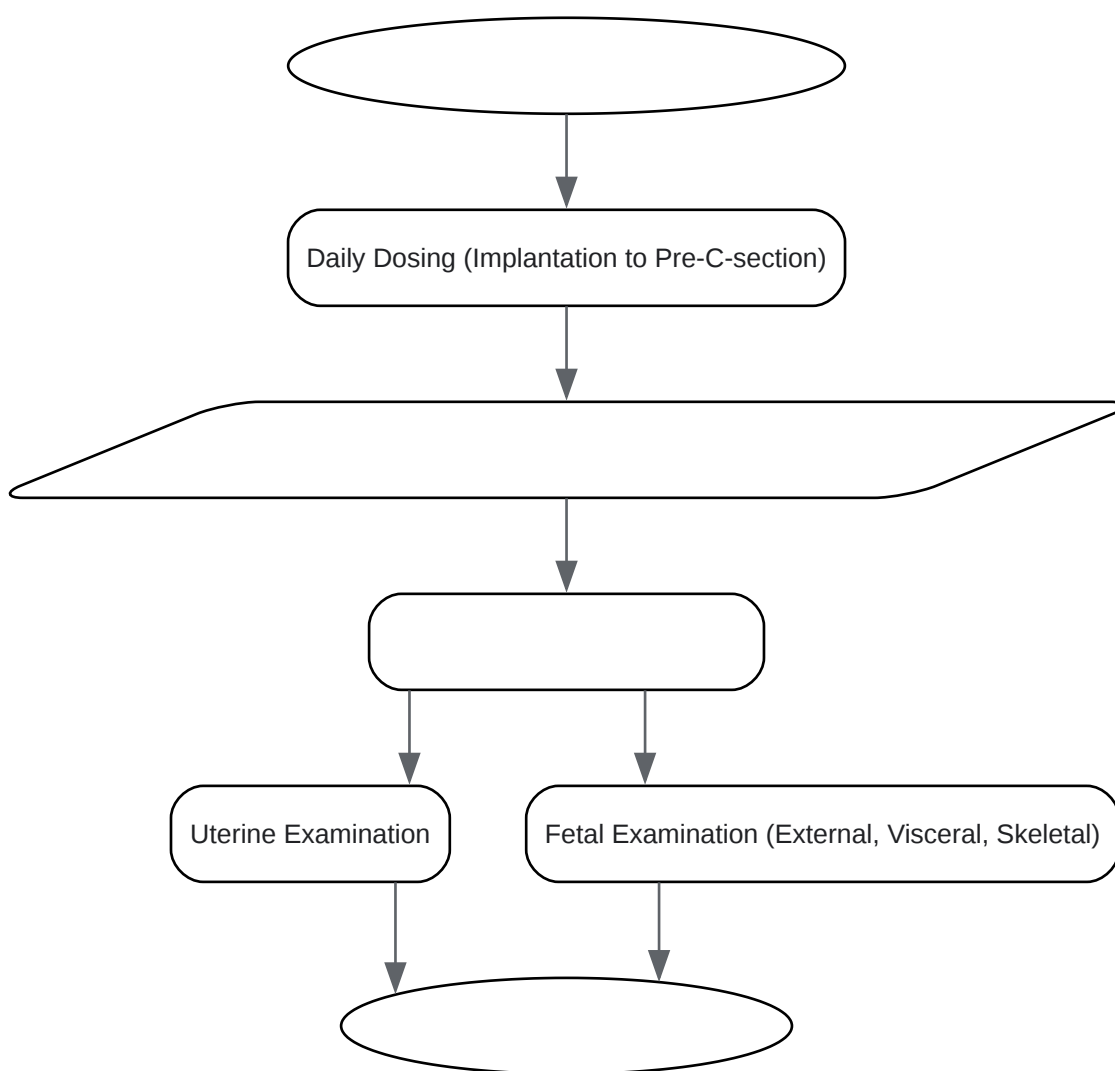 Daily Dosing (Implantation to Pre-C-section)
Uterine Examination
Fetal Examination (External, Visceral, Skeletal)